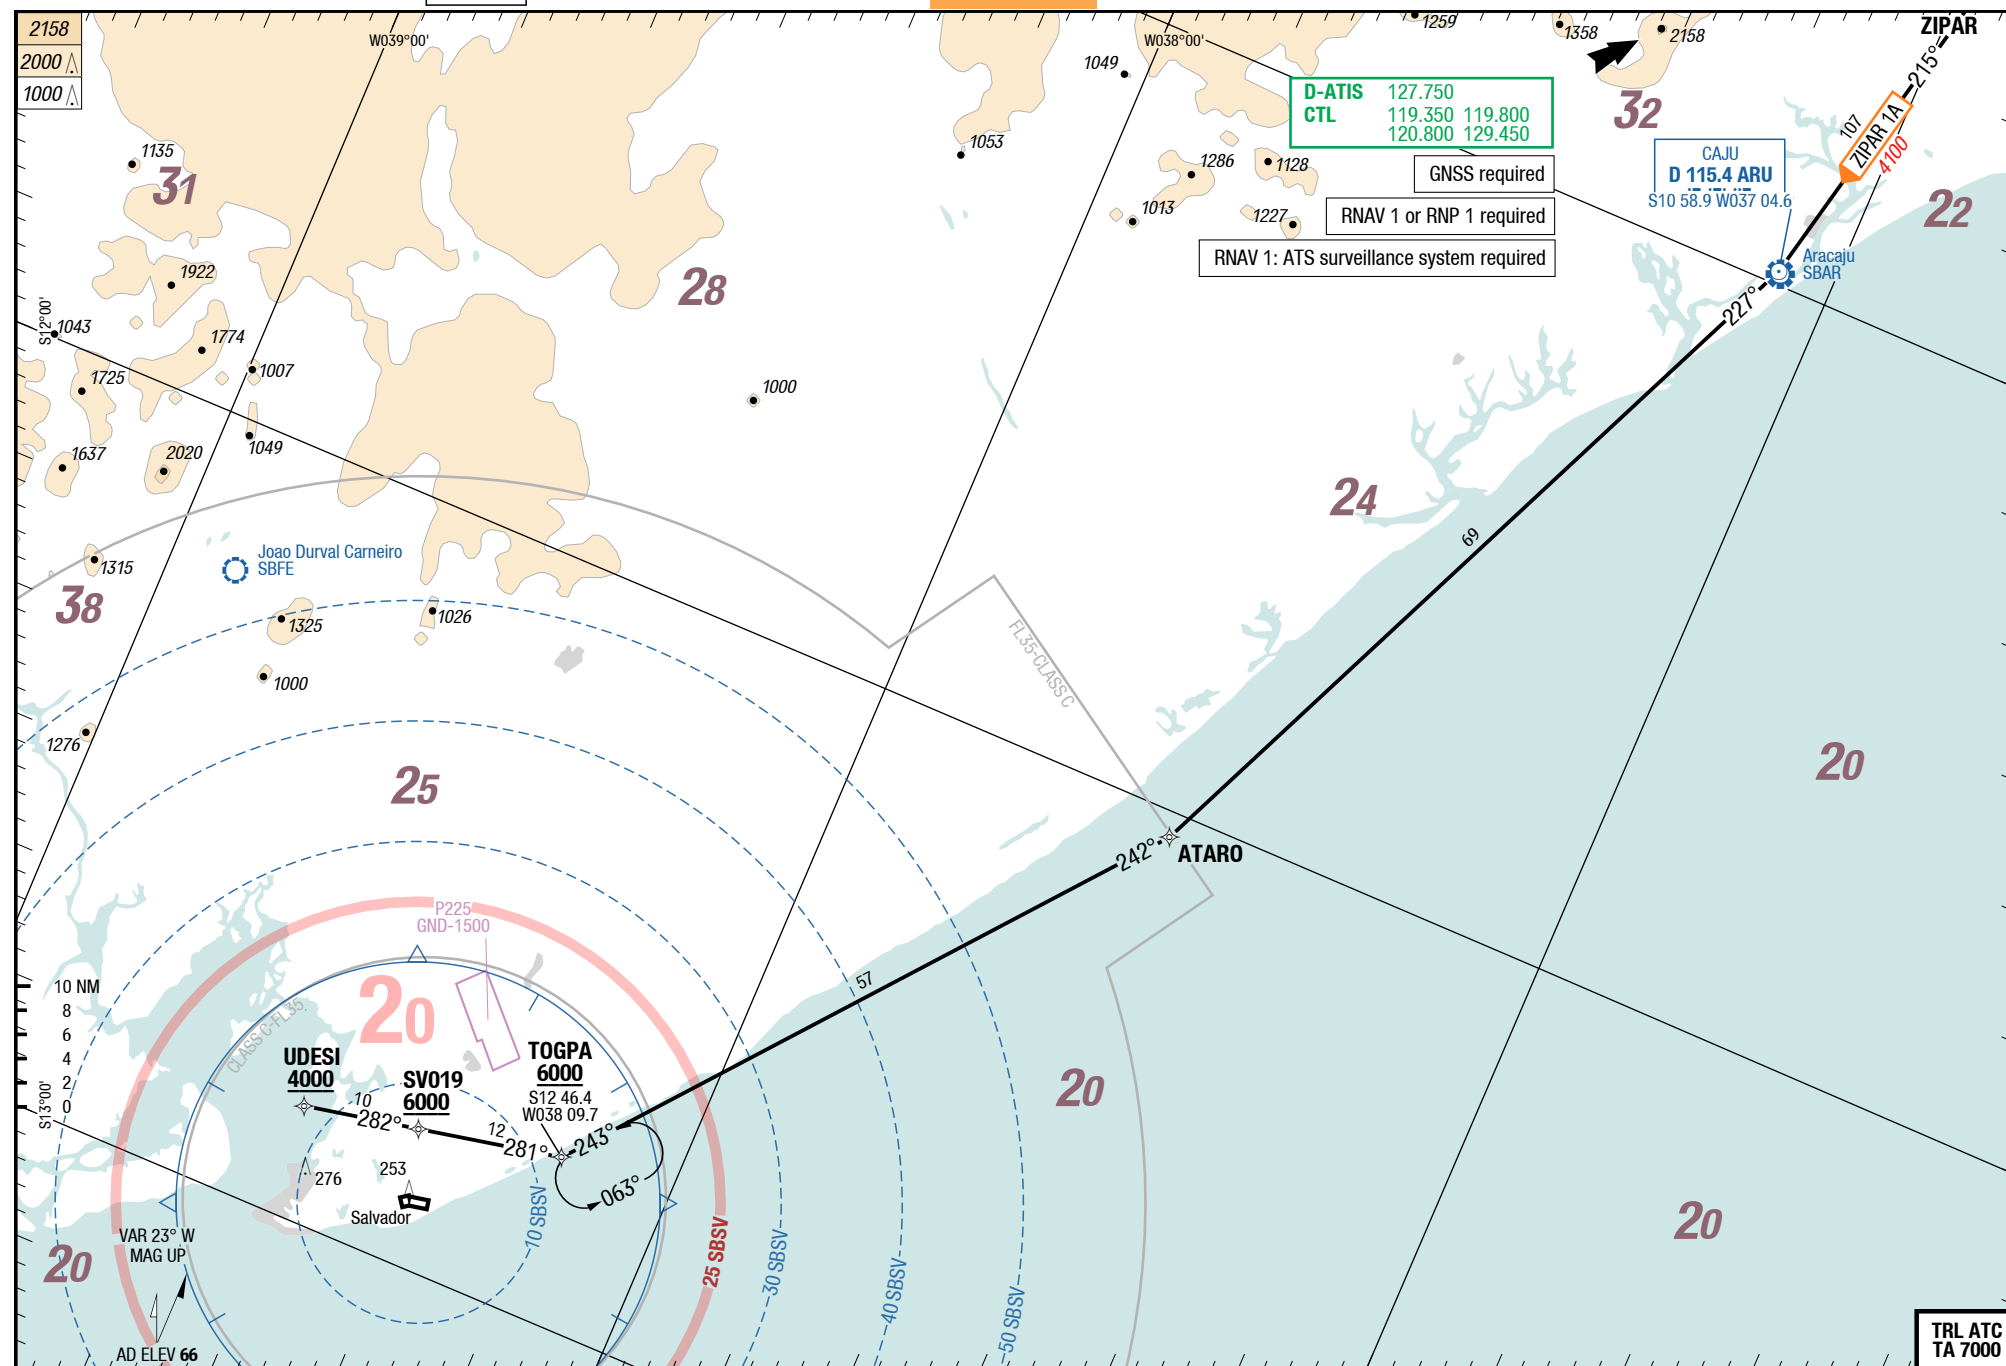 2158
2000
1000
W039°00'
W038°00'
1259
1358
2158
ZIPAR
215°
107
ZIPAR 1A
4100
1049
D-ATIS 127.750
CTL 119.350 119.800
120.800 129.450
32
CAJU
D 115.4 ARU
S10 58.9 W037 04.6
22
1135
31
1053
1286
1128
GNSS required
1013
1227
RNAV 1 or RNP 1 required
RNAV 1: ATS surveillance system required
Aracaju
SBAR
227°
1922
28
S12°00'
1043
1774
1007
1725
1000
1049
1637
2020
24
69
Joao Durval Carneiro
SBFE
1315
38
1325
1026
FL35-CLASS C
1000
1276
25
20
242°
ATARO
P225
GND-1500
57
10 NM
8
6
4
2
0
S13°00'
CLASS C-FL35
20
UDESI
4000
SV019
6000
TOGPA
6000
S12 46.4
W038 09.7
10
282°
12
281°
243°
063°
20
276
253
Salvador
10 SBSV
25 SBSV
30 SBSV
40 SBSV
50 SBSV
20
20
VAR 23° W
MAG UP
AD ELEV 66
TRL ATC
TA 7000